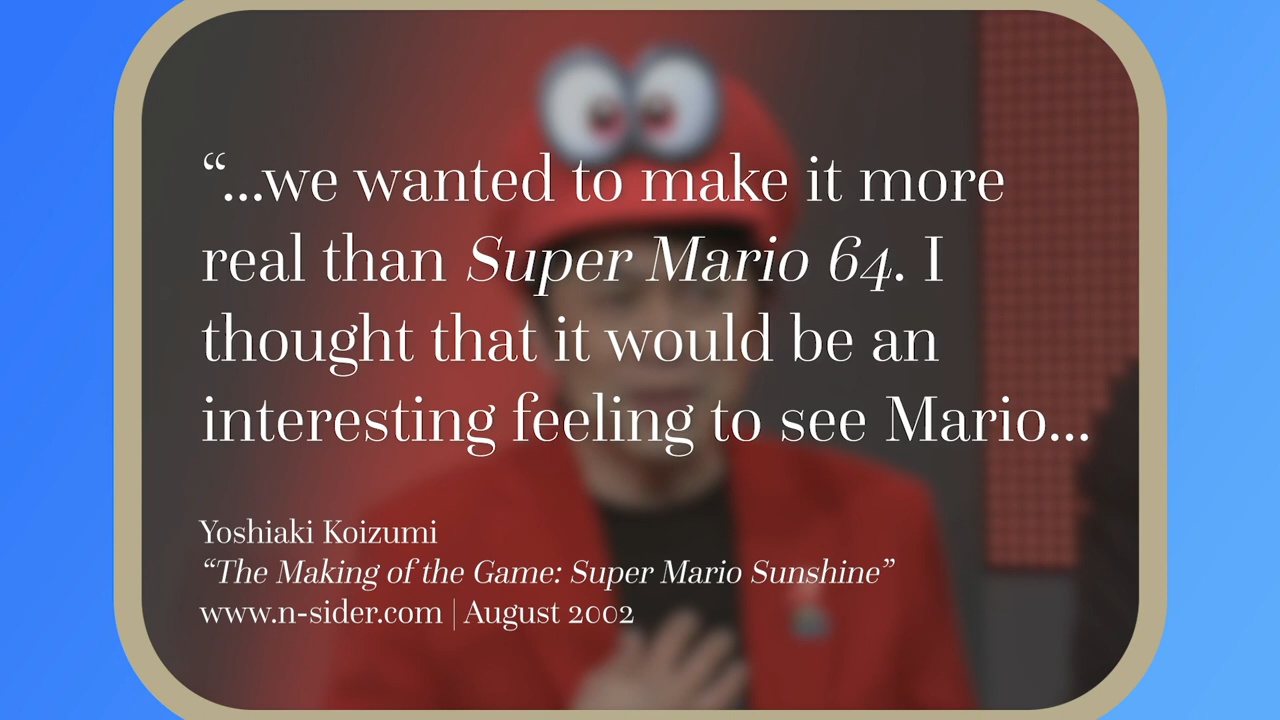 “...we wanted to make it more
real than Super Mario 64. I
thought that it would be an
interesting feeling to see Mario...
Yoshiaki Koizumi
“The Making of the Game: Super Mario Sunshine”
www.n-sider.com | August 2002